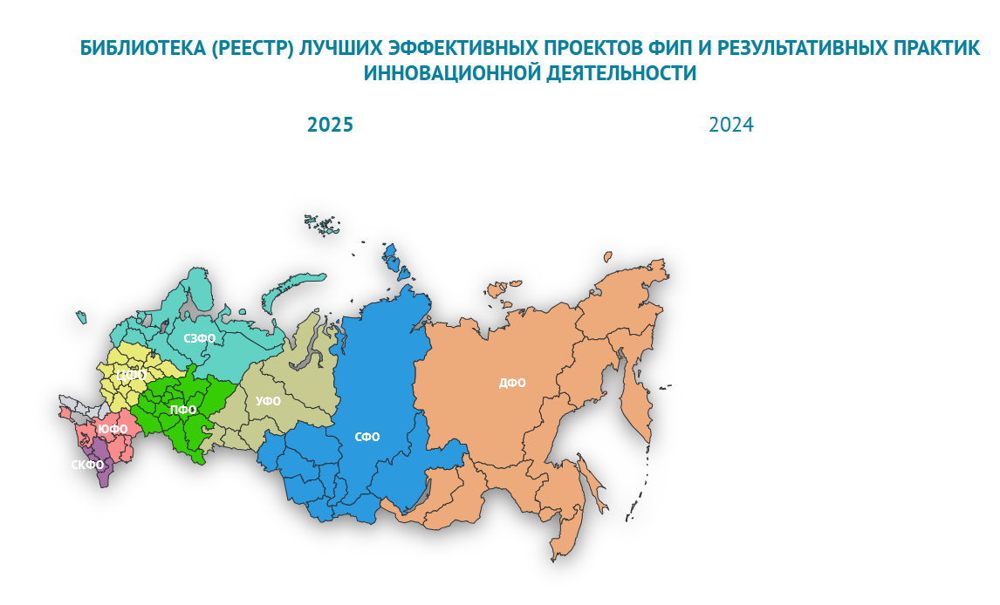 БИБЛИОТЕКА (РЕЕСТР) ЛУЧШИХ ЭФФЕКТИВНЫХ ПРОЕКТОВ ФИП И РЕЗУЛЬТАТИВНЫХ ПРАКТИК
ИННОВАЦИОННОЙ ДЕЯТЕЛЬНОСТИ
2025 2024
СЗФО
ЦФО
ДФО
УФО
ПФО
ЮФО
СФО
СКФО